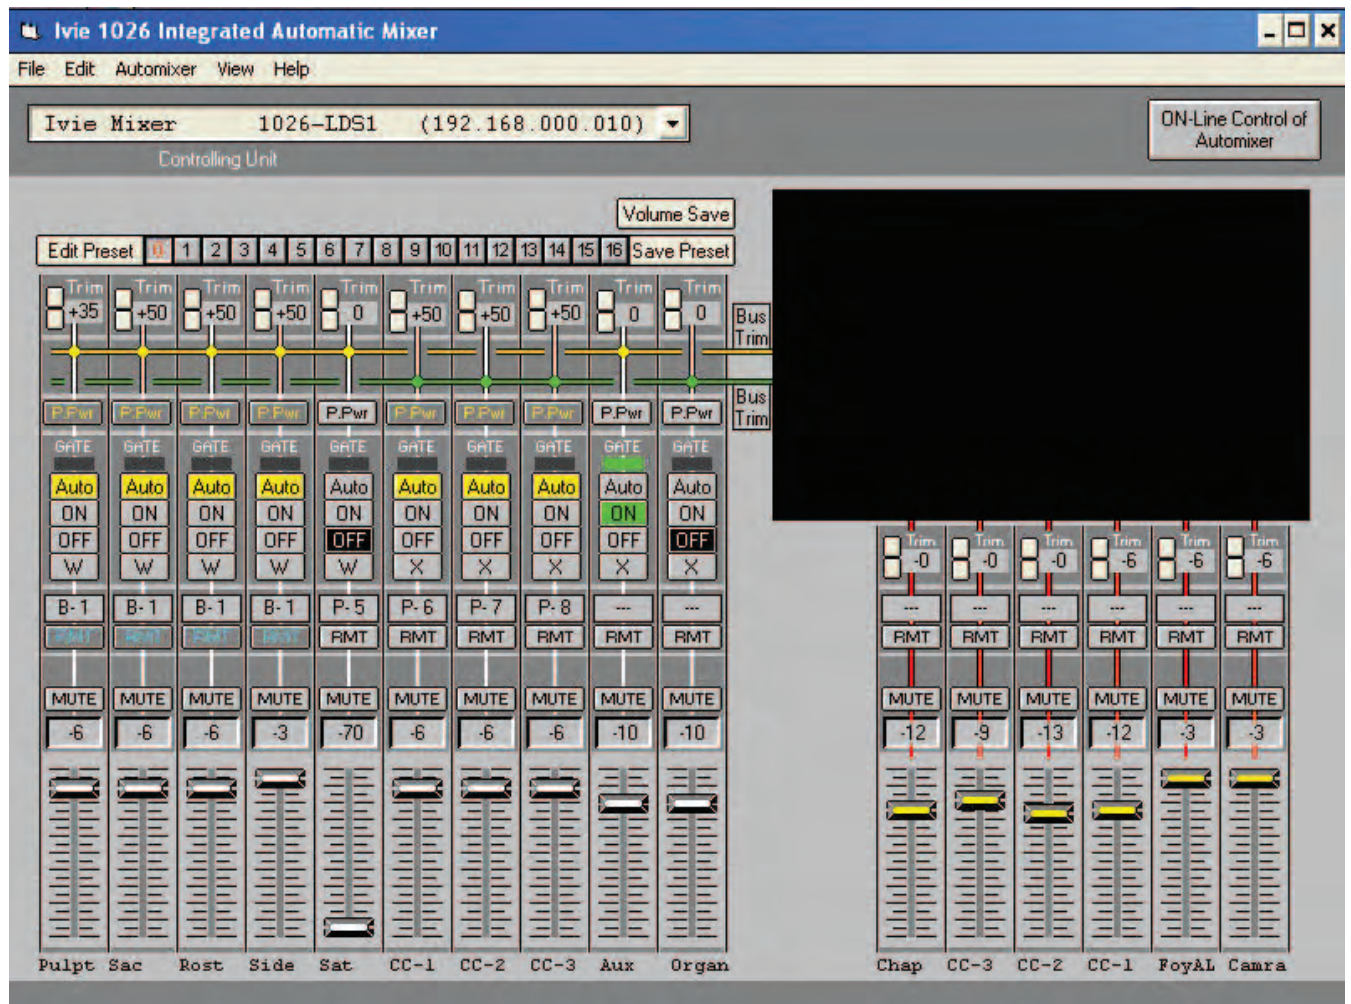 Ivie 1026 Integrated Automatic Mixer
File Edit Automixer View Help
Ivie Mixer 1026-LDS1 (192.168.000.010)
ON-Line Control of
Automixer
Controlling Unit
Volume Save
Edit Preset 0 1 2 3 4 5 6 7 8 9 10 11 12 13 14 15 16 Save Preset
Trim Trim Trim Trim Trim Trim Trim Trim Trim Trim
+35 +50 +50 +50 0 +50 +50 +50 0 0
Bus
Trim
Bus
Trim
P.Pwr P.Pwr P.Pwr P.Pwr P.Pwr P.Pwr P.Pwr P.Pwr P.Pwr P.Pwr
GATE GATE GATE GATE GATE GATE GATE GATE GATE GATE
Auto Auto Auto Auto Auto Auto Auto Auto Auto Auto
ON ON ON ON ON ON ON ON ON ON
OFF OFF OFF OFF OFF OFF OFF OFF OFF OFF
W W W W W X X X X X
B-1 B-1 B-1 B-1 P-5 P-6 P-7 P-8 --- ---
RMT RMT RMT RMT RMT RMT RMT RMT RMT RMT
MUTE MUTE MUTE MUTE MUTE MUTE MUTE MUTE MUTE MUTE
-6 -6 -6 -3 -70 -6 -6 -6 -10 -10
Pulpt Sac Rost Side Sat CC-1 CC-2 CC-3 Aux Organ
Trim Trim Trim Trim Trim Trim
-0 -0 -0 -6 -6 -6
--- --- --- --- --- ---
RMT RMT RMT RMT RMT RMT
MUTE MUTE MUTE MUTE MUTE MUTE
-12 -9 -13 -12 -3 -3
Chap CC-3 CC-2 CC-1 FoyAL Camra